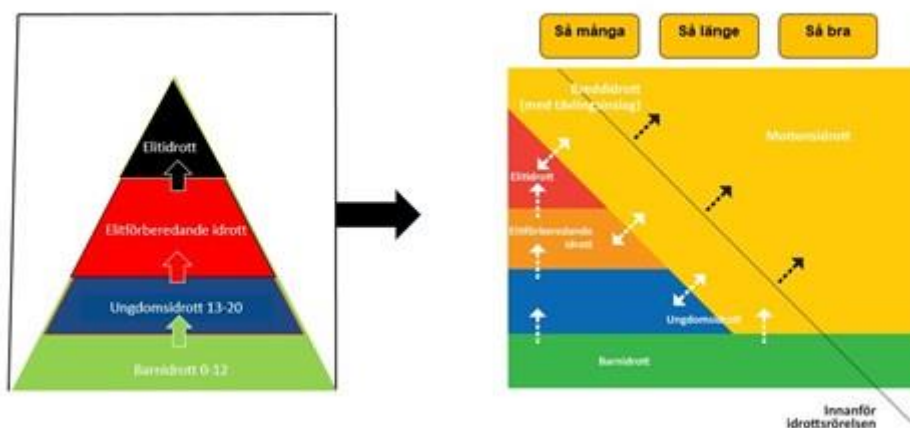 Elitidrott
Elitförberedande idrott
Ungdomsidrott 13-20
Barnidrott 0-12
Så många
Så länge
Så bra
Breddidrott
(med tävlingsinslag)
Motionsidrott
Elitidrott
Elitförberedande
idrott
Ungdomsidrott
Barnidrott
Innanför
idrottsrörelsen